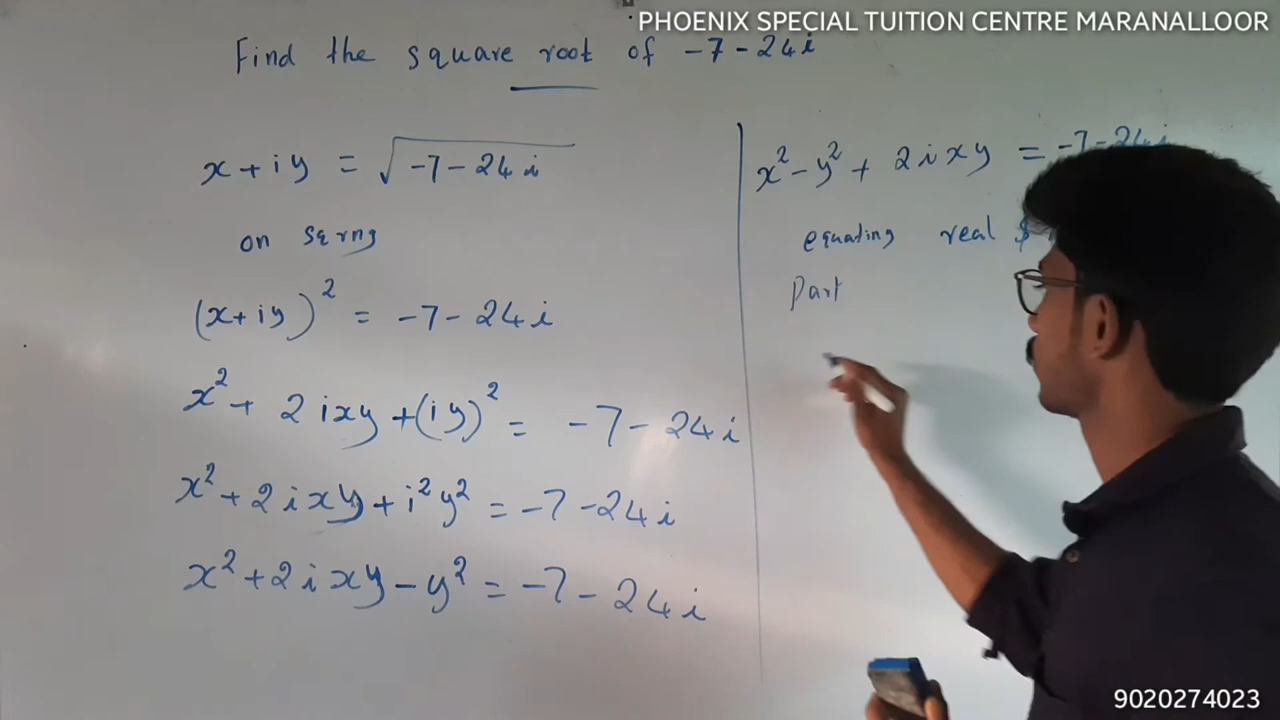 PHOENIX SPECIAL TUITION CENTRE MARANALLOOR
Find the square root of -7-24i
x+iy = √-7-24i
on sqrng
(x+iy)² = -7-24i
x²+ 2ixy+(iy)² = -7-24i
x²+2ixy+i²y² = -7-24i
x²+2ixy-y² = -7-24i
x²-y²+ 2ixy = -7-24i
equating real &
Part
9020274023